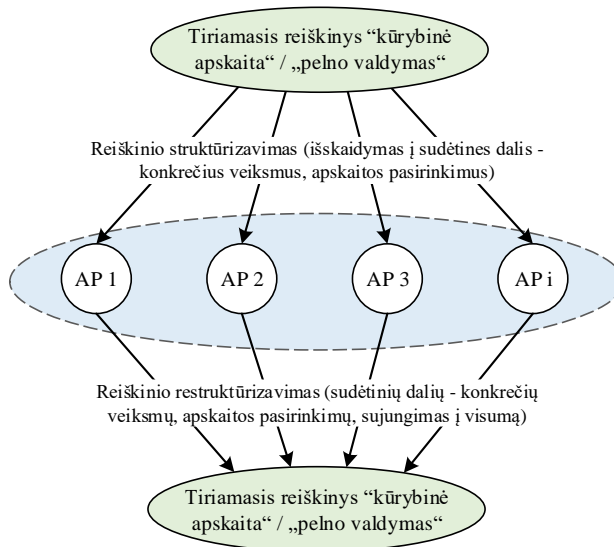 Tiriamasis reiškinys “kūrybinė
apskaita“ / „pelno valdymas“
Reiškinio struktūrizavimas (išskaidymas į sudėtines dalis -
konkrečius veiksmus, apskaitos pasirinkimus)
AP 1
AP 2
AP 3
AP i
Reiškinio restruktūrizavimas (sudėtinių dalių - konkrečių
veiksmų, apskaitos pasirinkimų, sujungimas į visumą)
Tiriamasis reiškinys “kūrybinė
apskaita“ / „pelno valdymas“